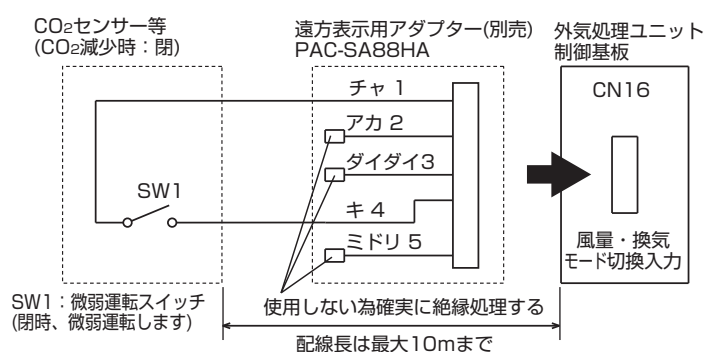 CO2センサー等
(CO2減少時：閉)
遠方表示用アダプター(別売)
PAC-SA88HA
外気処理ユニット
制御基板
チャ 1
アカ 2
ダイダイ3
キ 4
ミドリ 5
SW1
CN16
風量・換気
モード切換入力
SW1：微弱運転スイッチ
(閉時、微弱運転します)
使用しない為確実に絶縁処理する
配線長は最大10mまで